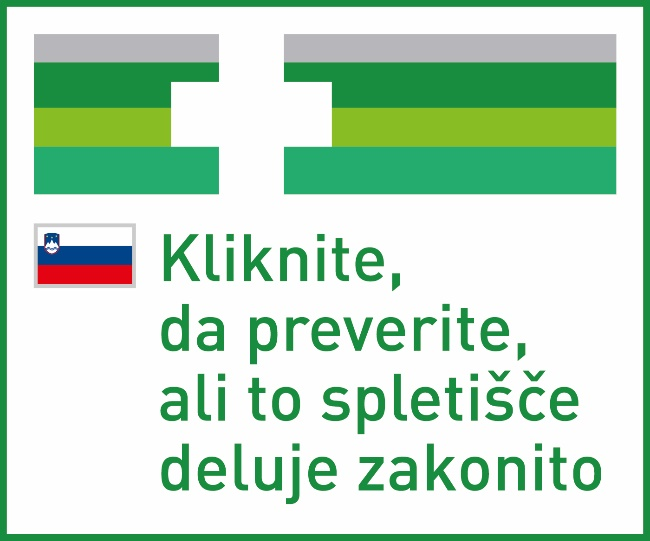 Kliknite,
da preverite,
ali to spletišče
deluje zakonito